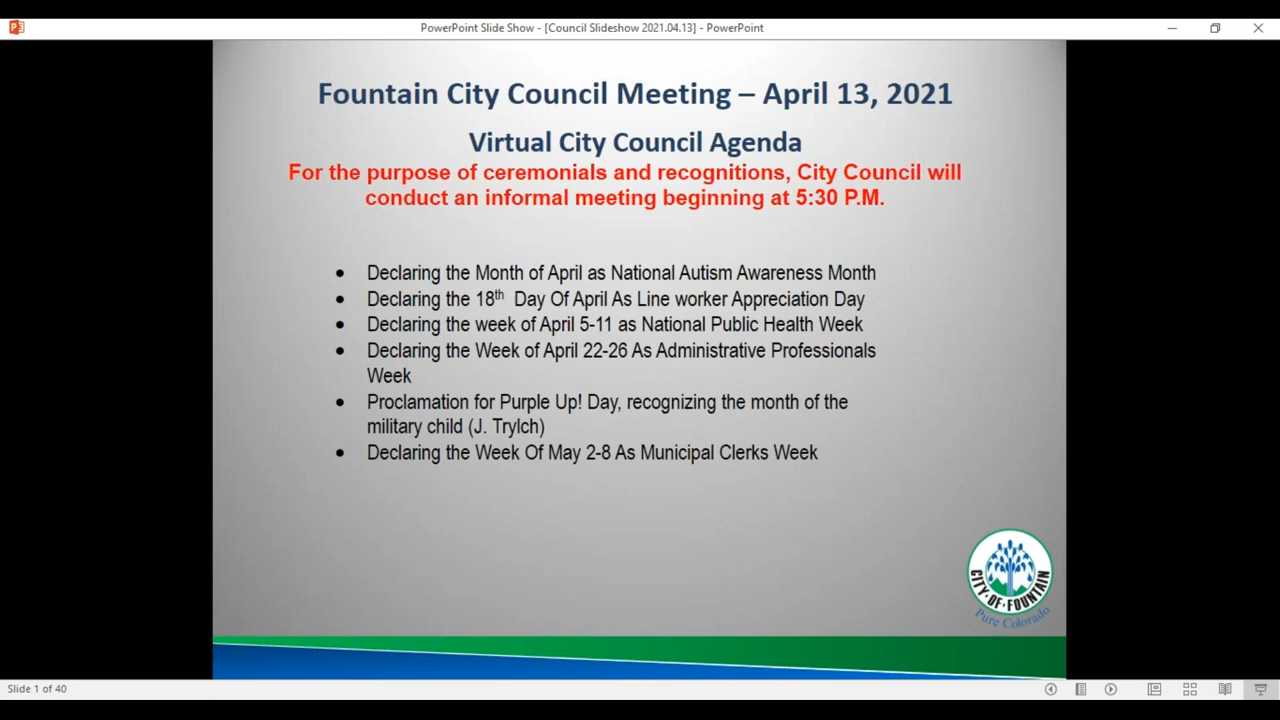 PowerPoint Slide Show - [Council Slideshow 2021.04.13] - PowerPoint
Fountain City Council Meeting – April 13, 2021
Virtual City Council Agenda
For the purpose of ceremonials and recognitions, City Council will
conduct an informal meeting beginning at 5:30 P.M.
• Declaring the Month of April as National Autism Awareness Month
• Declaring the 18th Day Of April As Line worker Appreciation Day
• Declaring the week of April 5-11 as National Public Health Week
• Declaring the Week of April 22-26 As Administrative Professionals
Week
• Proclamation for Purple Up! Day, recognizing the month of the
military child (J. Trylch)
• Declaring the Week Of May 2-8 As Municipal Clerks Week
CITY·OF·FOUNTAIN
Pure Colorado
Slide 1 of 40